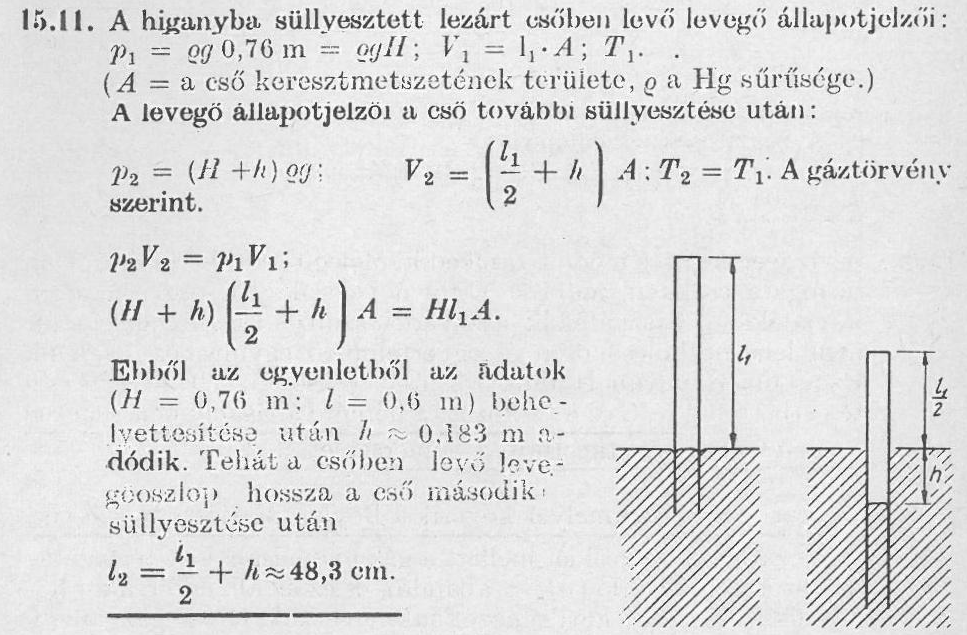 15.11. A higanyba süllyesztett lezárt csőben levő levegő állapotjelzői:
p₁ = ϱg 0,76 m = ϱgH; V₁ = l₁·A; T₁.
(A = a cső keresztmetszetének területe, ϱ a Hg sűrűsége.)
A levegő állapotjelzői a cső további süllyesztése után:
p₂ = (H + h) ϱg; V₂ = (l₁/2 + h) A; T₂ = T₁. A gáztörvény
szerint.
p₂V₂ = p₁V₁;
(H + h) (l₁/2 + h) A = Hl₁A.
Ebből az egyenletből az adatok
(H = 0,76 m; l = 0,6 m) behe-
lyettesítése után h ≈ 0,183 m a-
dódik. Tehát a csőben levő leve-
gőoszlop hossza a cső második
süllyesztése után
l₂ = l₁/2 + h ≈ 48,3 cm.
l₁
l₁/2
h